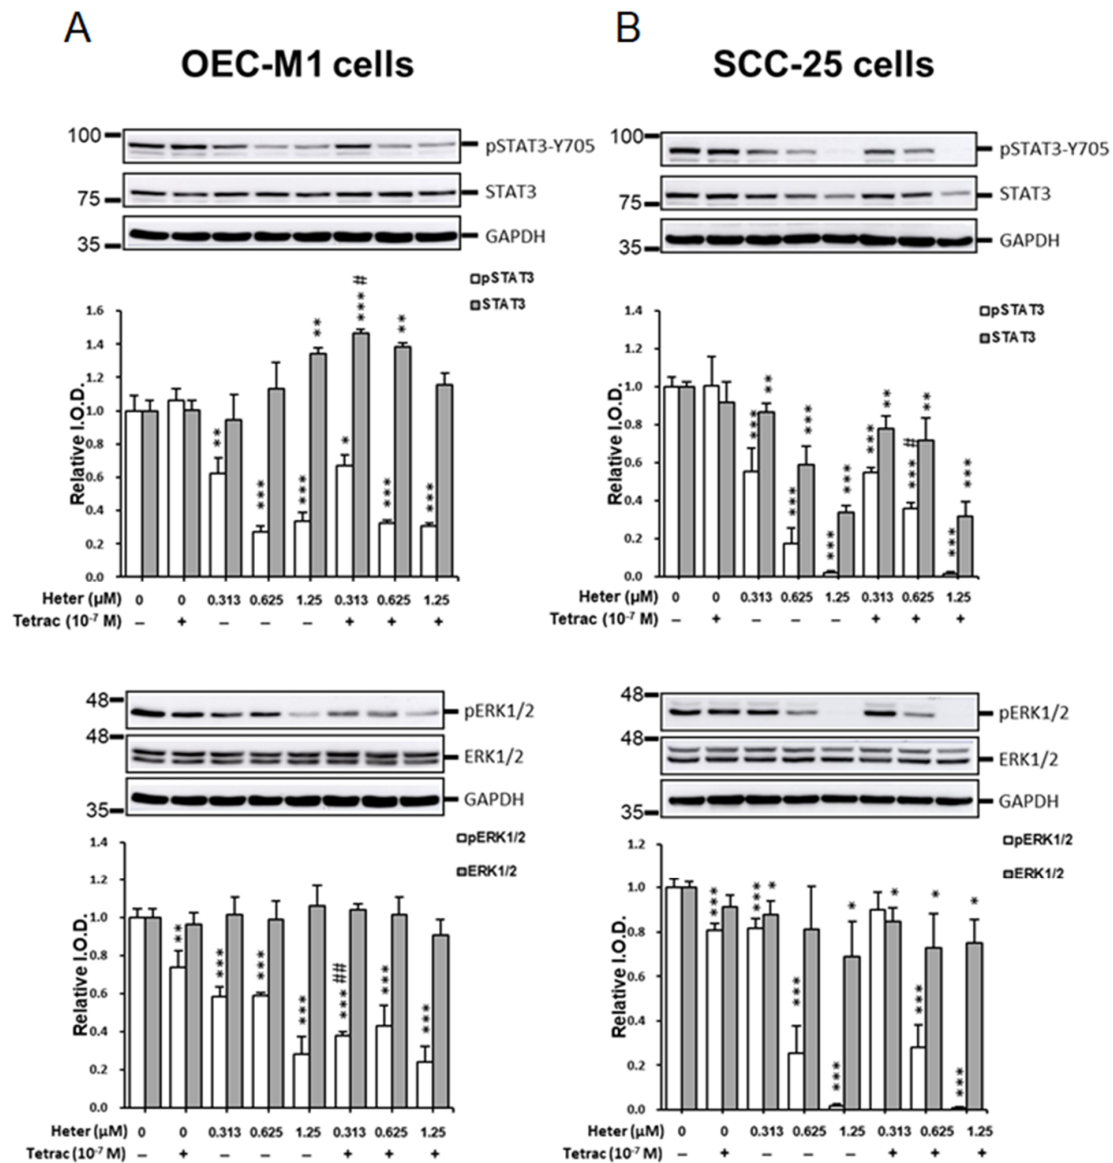 A
B
OEC-M1 cells
SCC-25 cells
100
pSTAT3-Y705
STAT3
75
GAPDH
35
100
pSTAT3-Y705
STAT3
75
GAPDH
35
pSTAT3
STAT3
Relative I.O.D.
1.6
1.4
1.2
1.0
0.8
0.6
0.4
0.2
0.0
** *** *** ** * *** # *** ** ***
Heter (μM) 0 0 0.313 0.625 1.25 0.313 0.625 1.25
Tetrac (10-7 M) – + – – – + + +
pSTAT3
STAT3
Relative I.O.D.
1.4
1.2
1.0
0.8
0.6
0.4
0.2
0.0
*** ** *** *** *** *** *** ** *** # ** *** ***
Heter (μM) 0 0 0.313 0.625 1.25 0.313 0.625 1.25
Tetrac (10-7 M) – + – – – + + +
48
pERK1/2
48
ERK1/2
GAPDH
35
48
pERK1/2
48
ERK1/2
GAPDH
35
pERK1/2
ERK1/2
Relative I.O.D.
1.4
1.2
1.0
0.8
0.6
0.4
0.2
0.0
** *** *** *** *** ## *** ***
Heter (μM) 0 0 0.313 0.625 1.25 0.313 0.625 1.25
Tetrac (10-7 M) – + – – – + + +
pERK1/2
ERK1/2
Relative I.O.D.
1.2
1.0
0.8
0.6
0.4
0.2
0.0
*** *** * *** *** * * *** * *** *
Heter (μM) 0 0 0.313 0.625 1.25 0.313 0.625 1.25
Tetrac (10-7 M) – + – – – + + +